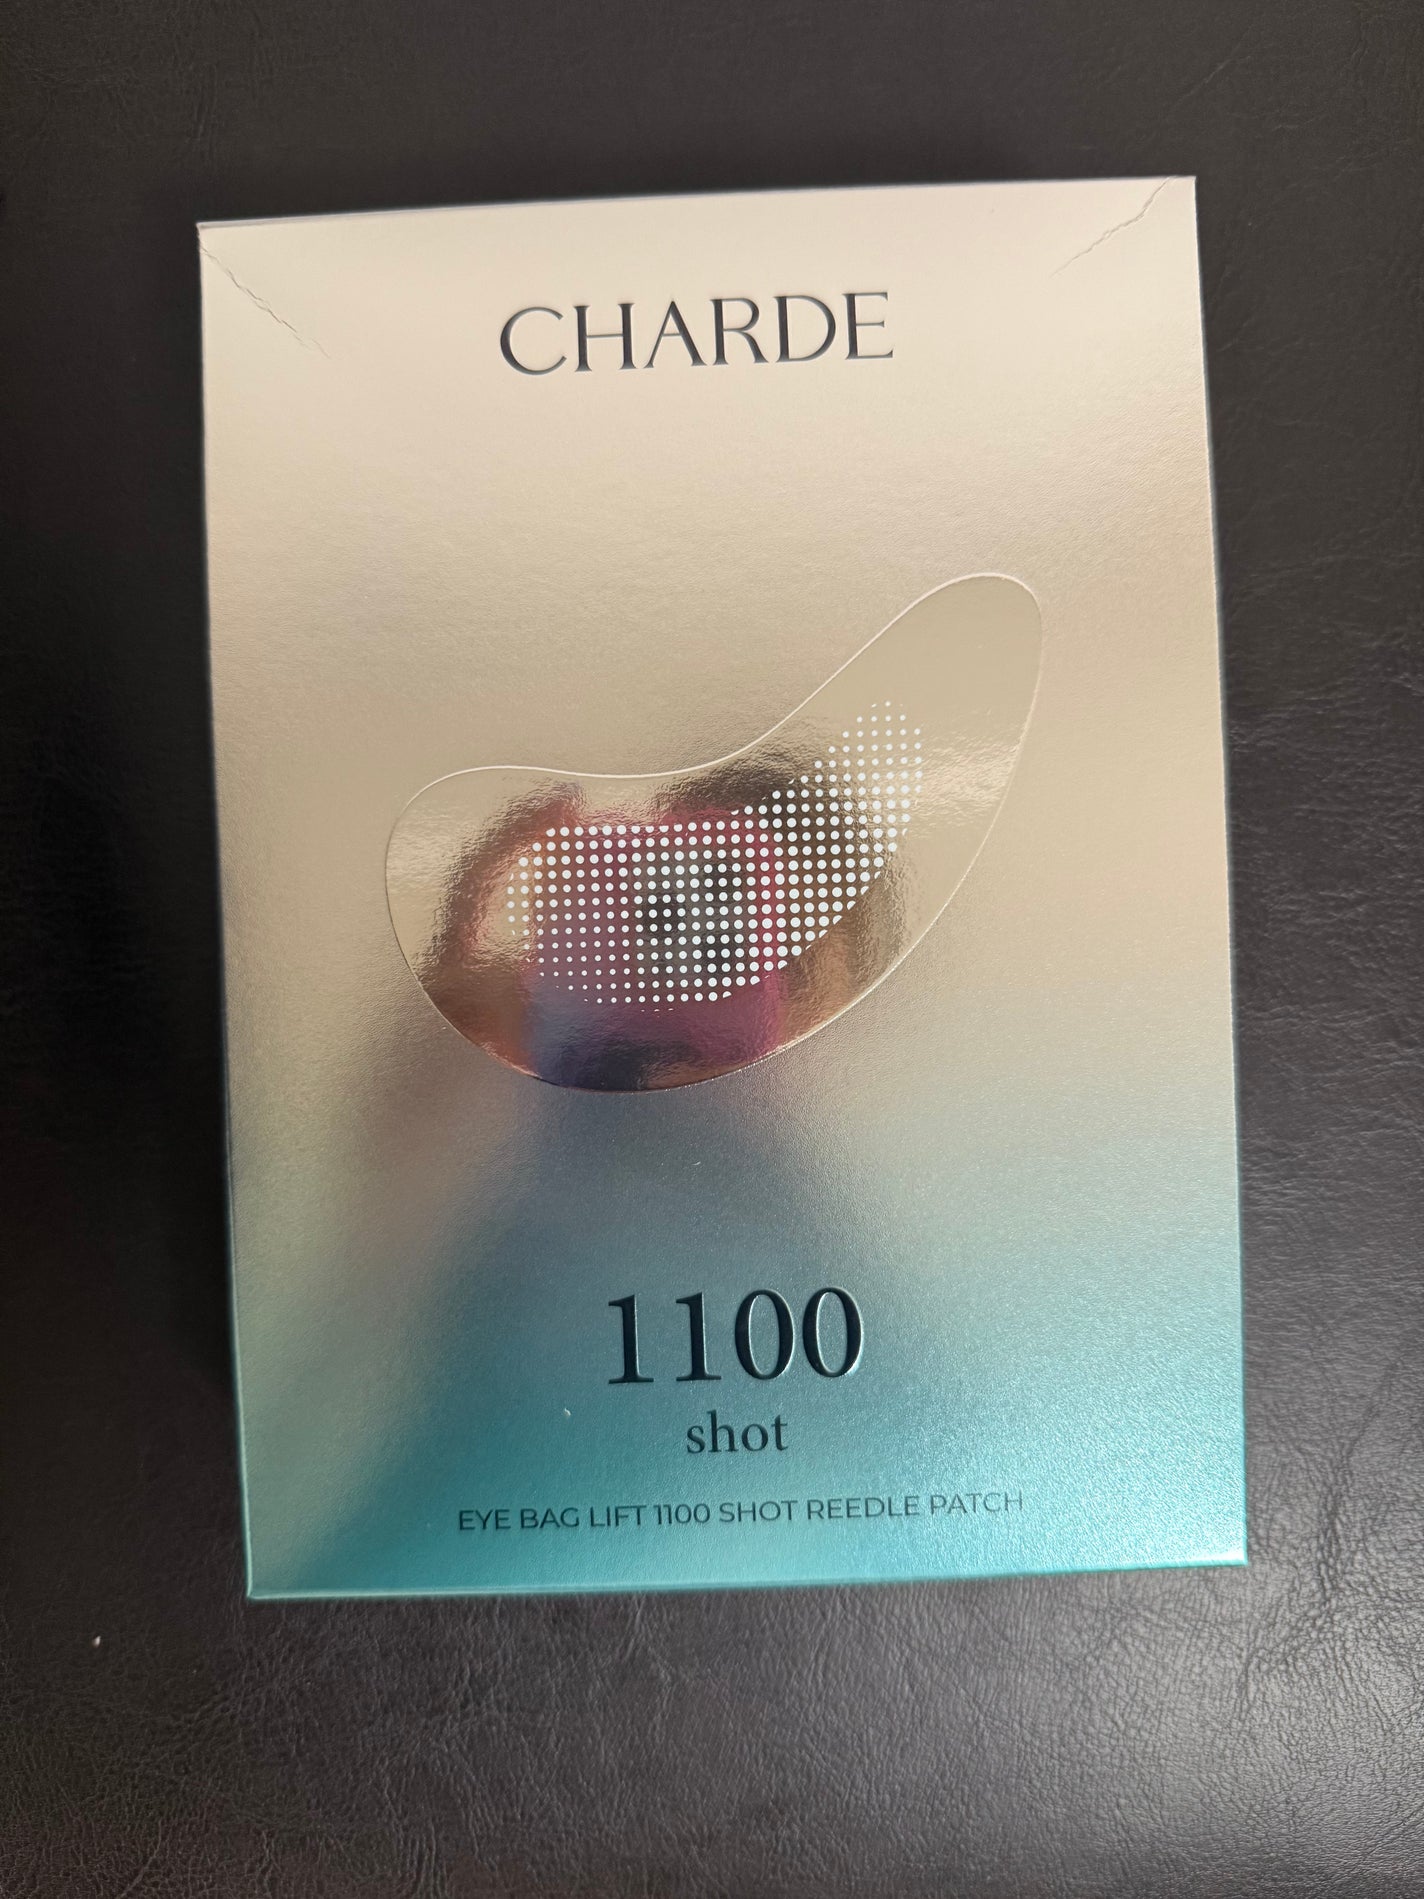 CHARDE
1100
shot
EYE BAG LIFT 1100 SHOT REEDLE PATCH